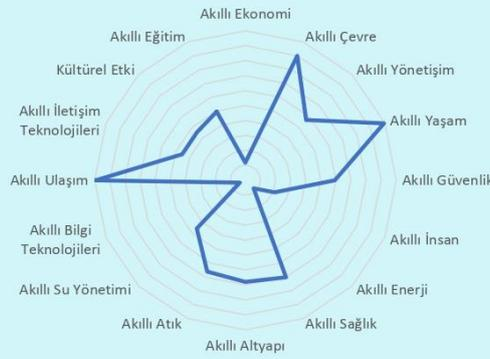 Akıllı Ekonomi
Akıllı Çevre
Akıllı Yönetişim
Akıllı Yaşam
Akıllı Güvenlik
Akıllı İnsan
Akıllı Enerji
Akıllı Sağlık
Akıllı Altyapı
Akıllı Atık
Akıllı Su Yönetimi
Akıllı Bilgi
Teknolojileri
Akıllı Ulaşım
Akıllı İletişim
Teknolojileri
Kültürel Etki
Akıllı Eğitim